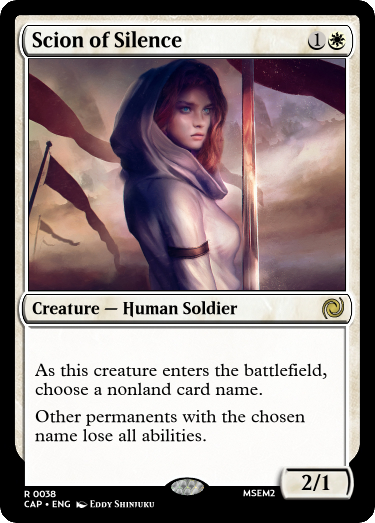 Scion of Silence 1
Creature — Human Soldier
As this creature enters the battlefield,
choose a nonland card name.
Other permanents with the chosen
name lose all abilities.
2/1
R 0038 MSEM2
CAP • ENG Eddy Shinjuku